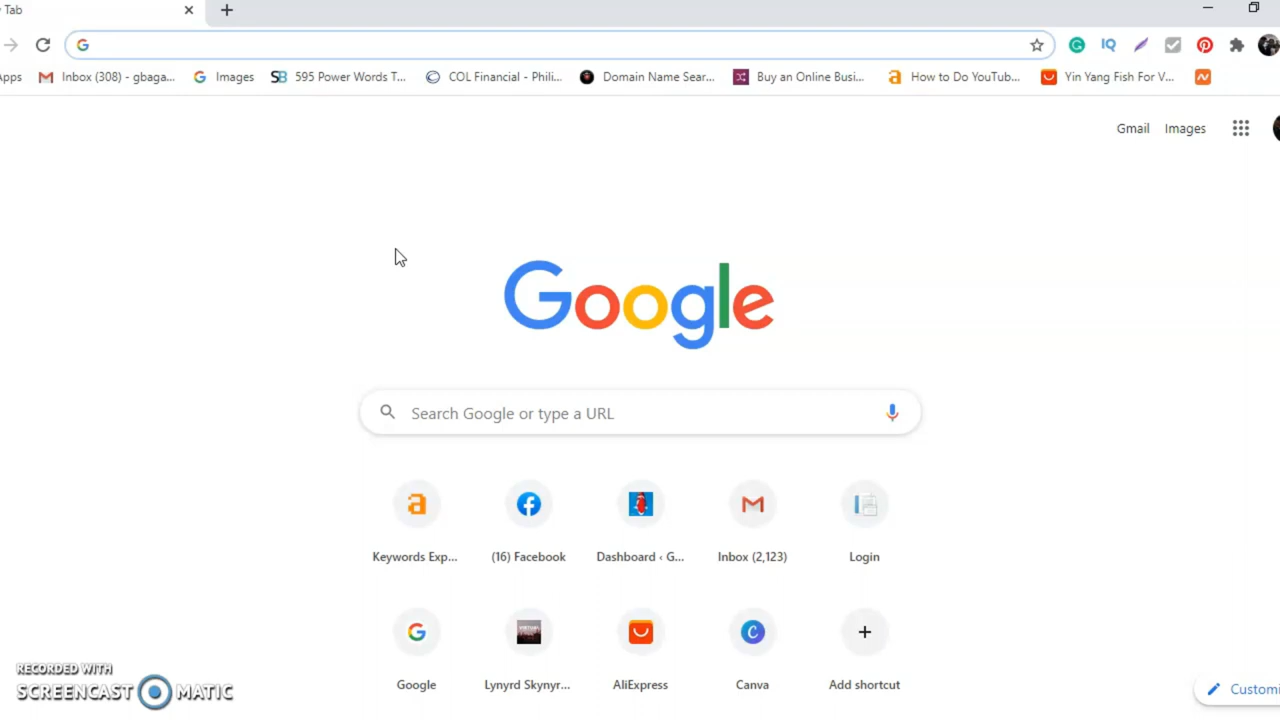 Tab
Apps
Inbox (308) - gbaga...
Images
SB
595 Power Words T...
COL Financial - Phili...
Domain Name Sear...
Buy an Online Busi...
a
How to Do YouTub...
Yin Yang Fish For V...
Gmail
Images
Google
Search Google or type a URL
Keywords Exp...
(16) Facebook
Dashboard ‹ G...
Inbox (2,123)
Login
Google
Lynyrd Skynyr...
AliExpress
Canva
Add shortcut
RECORDED WITH
SCREENCAST MATIC
Customi